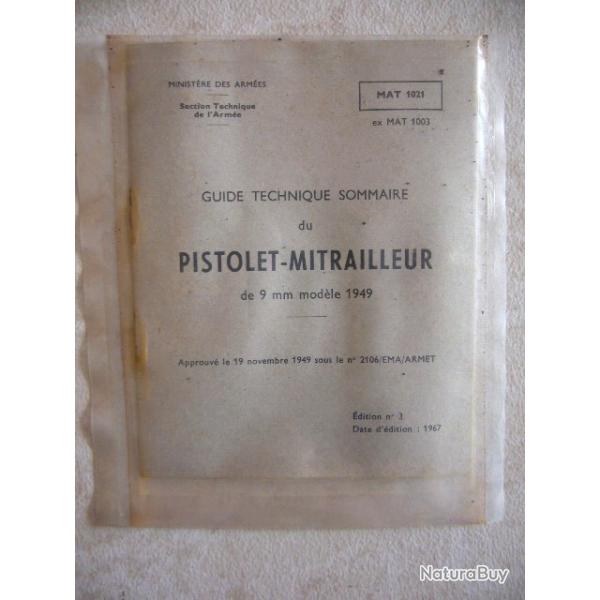 MINISTÈRE DES ARMÉES
Section Technique
de l'Armée
MAT 1021
ex MAT 1003
GUIDE TECHNIQUE SOMMAIRE
du
PISTOLET-MITRAILLEUR
de 9 mm modèle 1949
Approuvé le 19 novembre 1949 sous le n° 2106/EMA/ARMET
Édition n° 3
Date d'édition : 1967
NaturaBuy